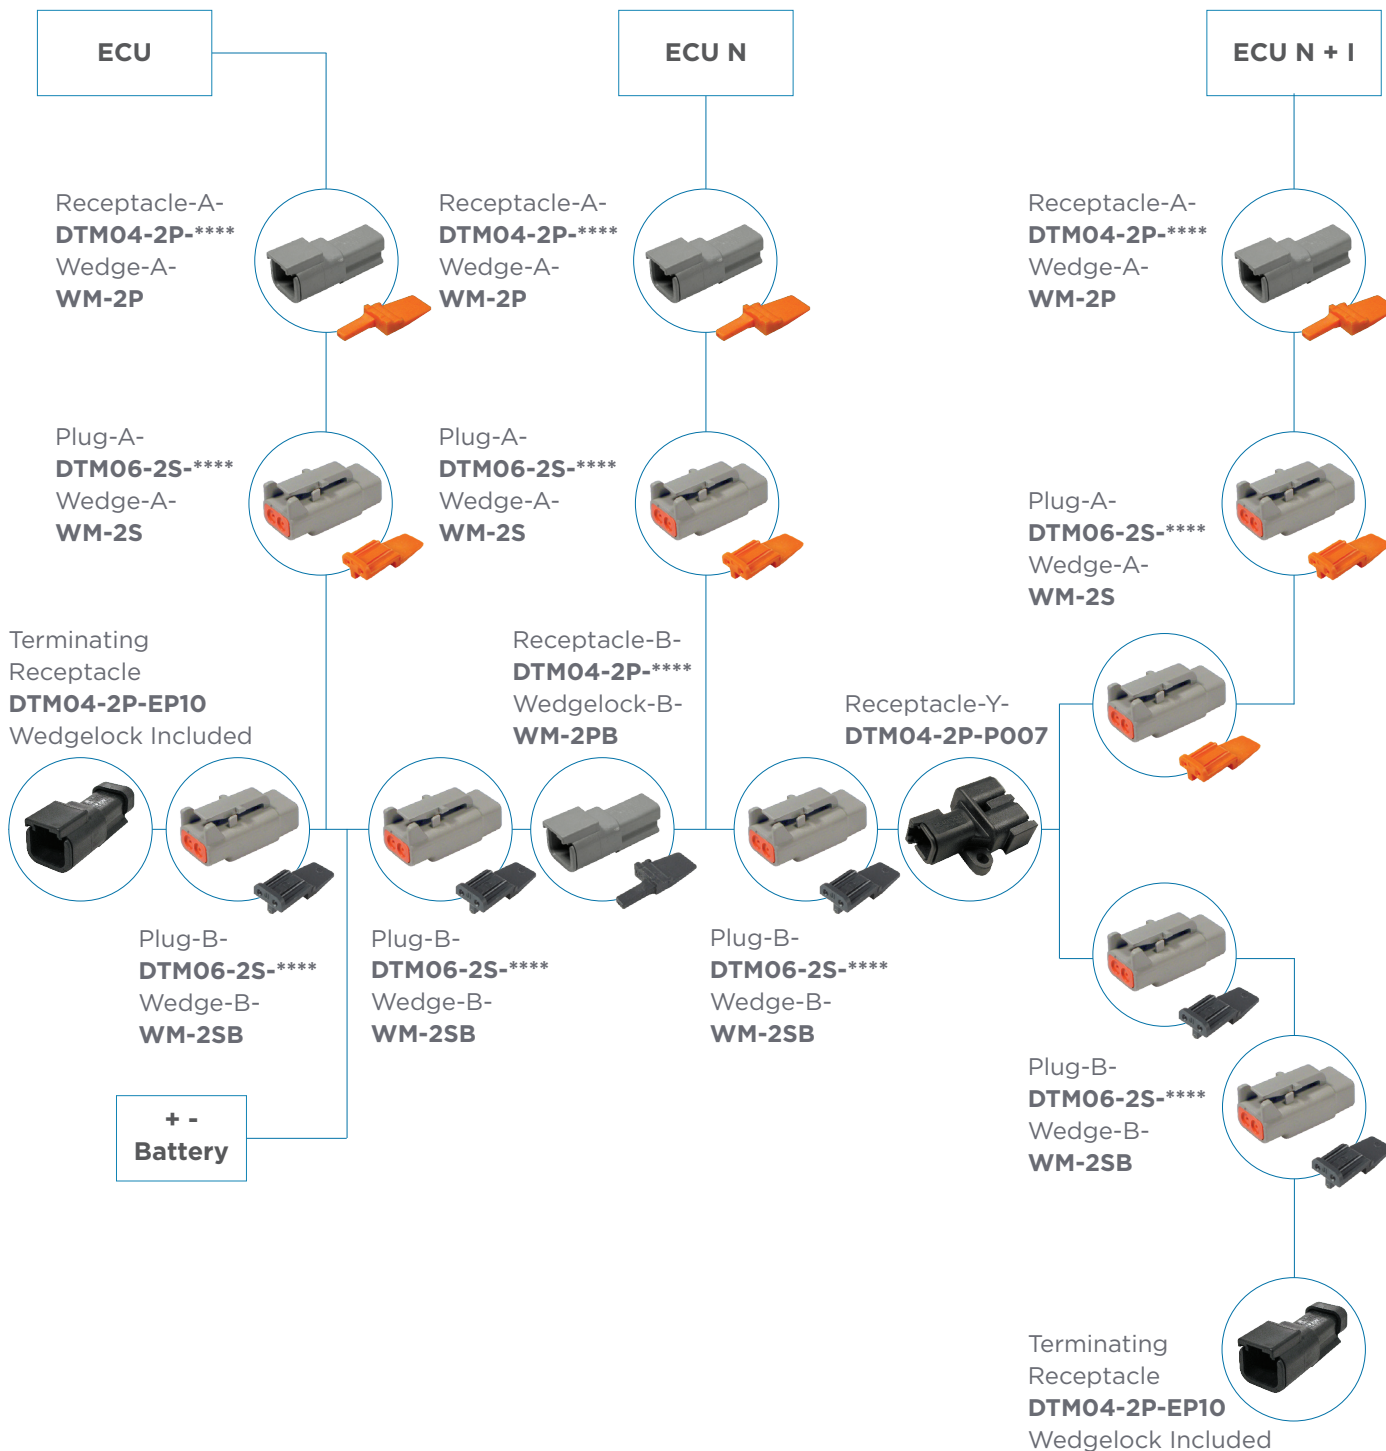 ECU
ECU N
ECU N + I
Receptacle-A-
DTM04-2P-****
Wedge-A-
WM-2P
Receptacle-A-
DTM04-2P-****
Wedge-A-
WM-2P
Receptacle-A-
DTM04-2P-****
Wedge-A-
WM-2P
Plug-A-
DTM06-2S-****
Wedge-A-
WM-2S
Plug-A-
DTM06-2S-****
Wedge-A-
WM-2S
Plug-A-
DTM06-2S-****
Wedge-A-
WM-2S
Terminating
Receptacle
DTM04-2P-EP10
Wedgelock Included
Receptacle-B-
DTM04-2P-****
Wedgelock-B-
WM-2PB
Receptacle-Y-
DTM04-2P-P007
Plug-B-
DTM06-2S-****
Wedge-B-
WM-2SB
Plug-B-
DTM06-2S-****
Wedge-B-
WM-2SB
Plug-B-
DTM06-2S-****
Wedge-B-
WM-2SB
Plug-B-
DTM06-2S-****
Wedge-B-
WM-2SB
+ -
Battery
Terminating
Receptacle
DTM04-2P-EP10
Wedgelock Included